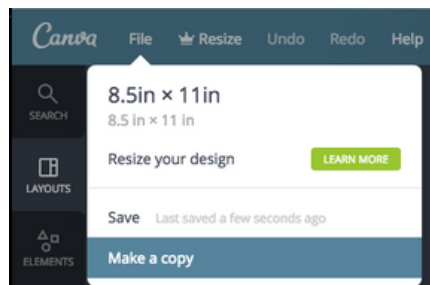 Canva File Resize Undo Redo Help
8.5in × 11in
8.5 in × 11 in
SEARCH
Resize your design LEARN MORE
LAYOUTS
Save Last saved a few seconds ago
ELEMENTS
Make a copy